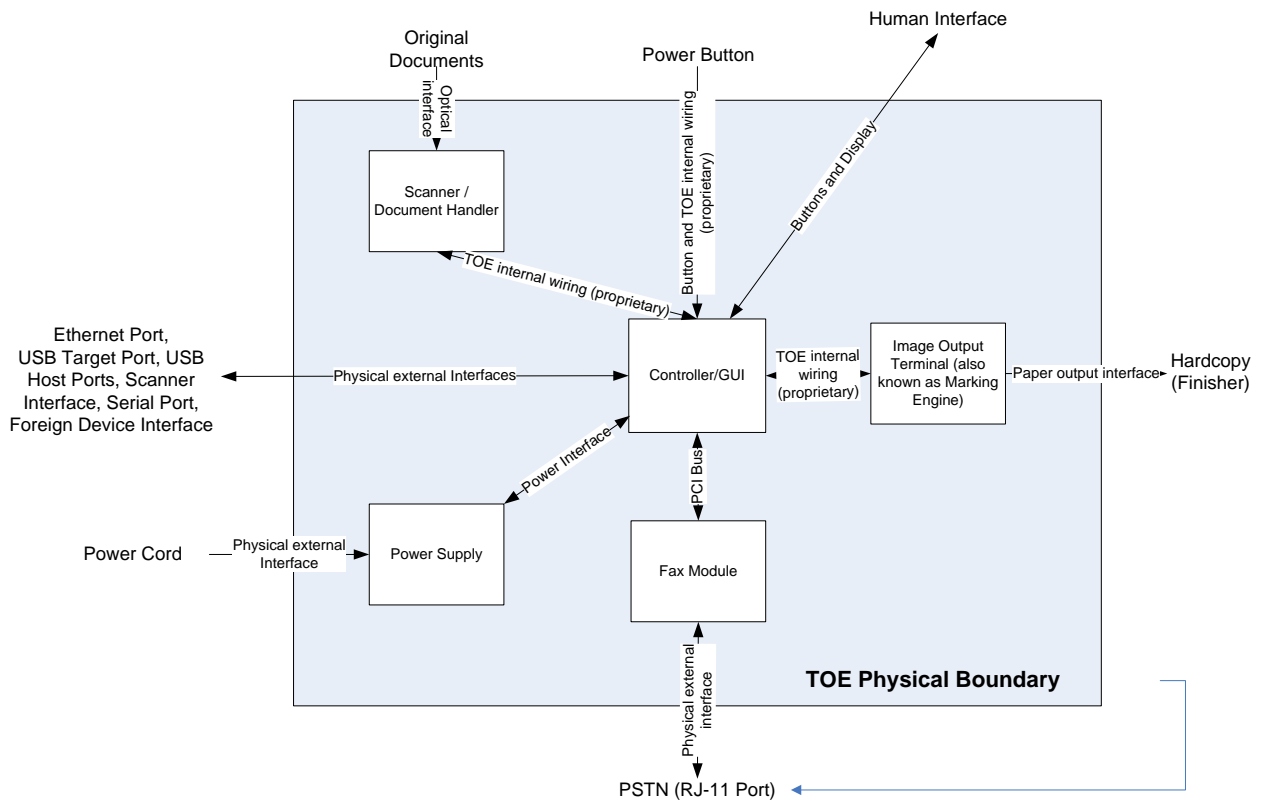 Human Interface
Original
Documents
Power Button
Optical
interface
Button and TOE internal wiring
(proprietary)
Buttons and Display
Scanner /
Document Handler
TOE internal wiring (proprietary)
Ethernet Port,
USB Target Port, USB
Host Ports, Scanner
Interface, Serial Port,
Foreign Device Interface
Physical external Interfaces
Controller/GUI
TOE internal
wiring
(proprietary)
Image Output
Terminal (also
known as Marking
Engine)
Paper output interface
Hardcopy
(Finisher)
Power Interface
PCI Bus
Power Cord
Physical external
Interface
Power Supply
Fax Module
Physical external
interface
TOE Physical Boundary
PSTN (RJ-11 Port)